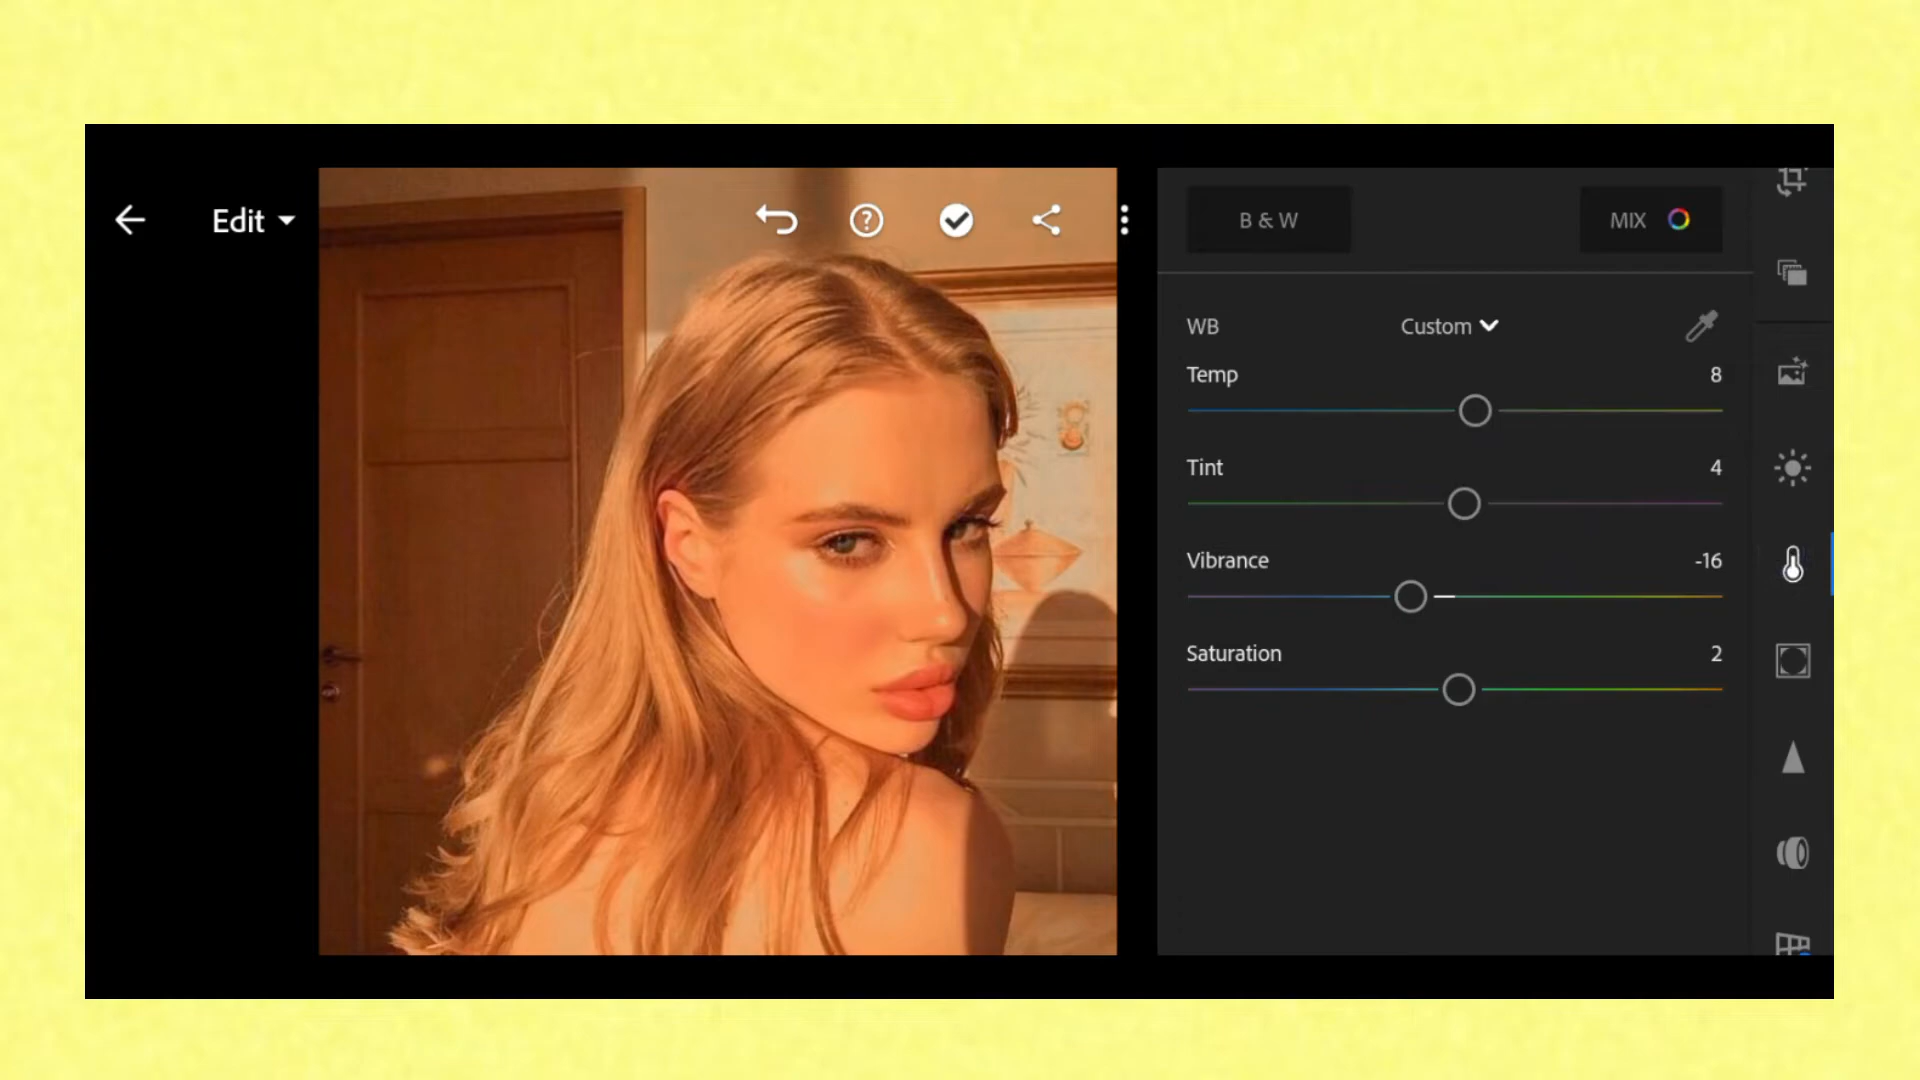 Edit
B & W
MIX
WB
Custom
Temp 8
Tint 4
Vibrance -16
Saturation 2